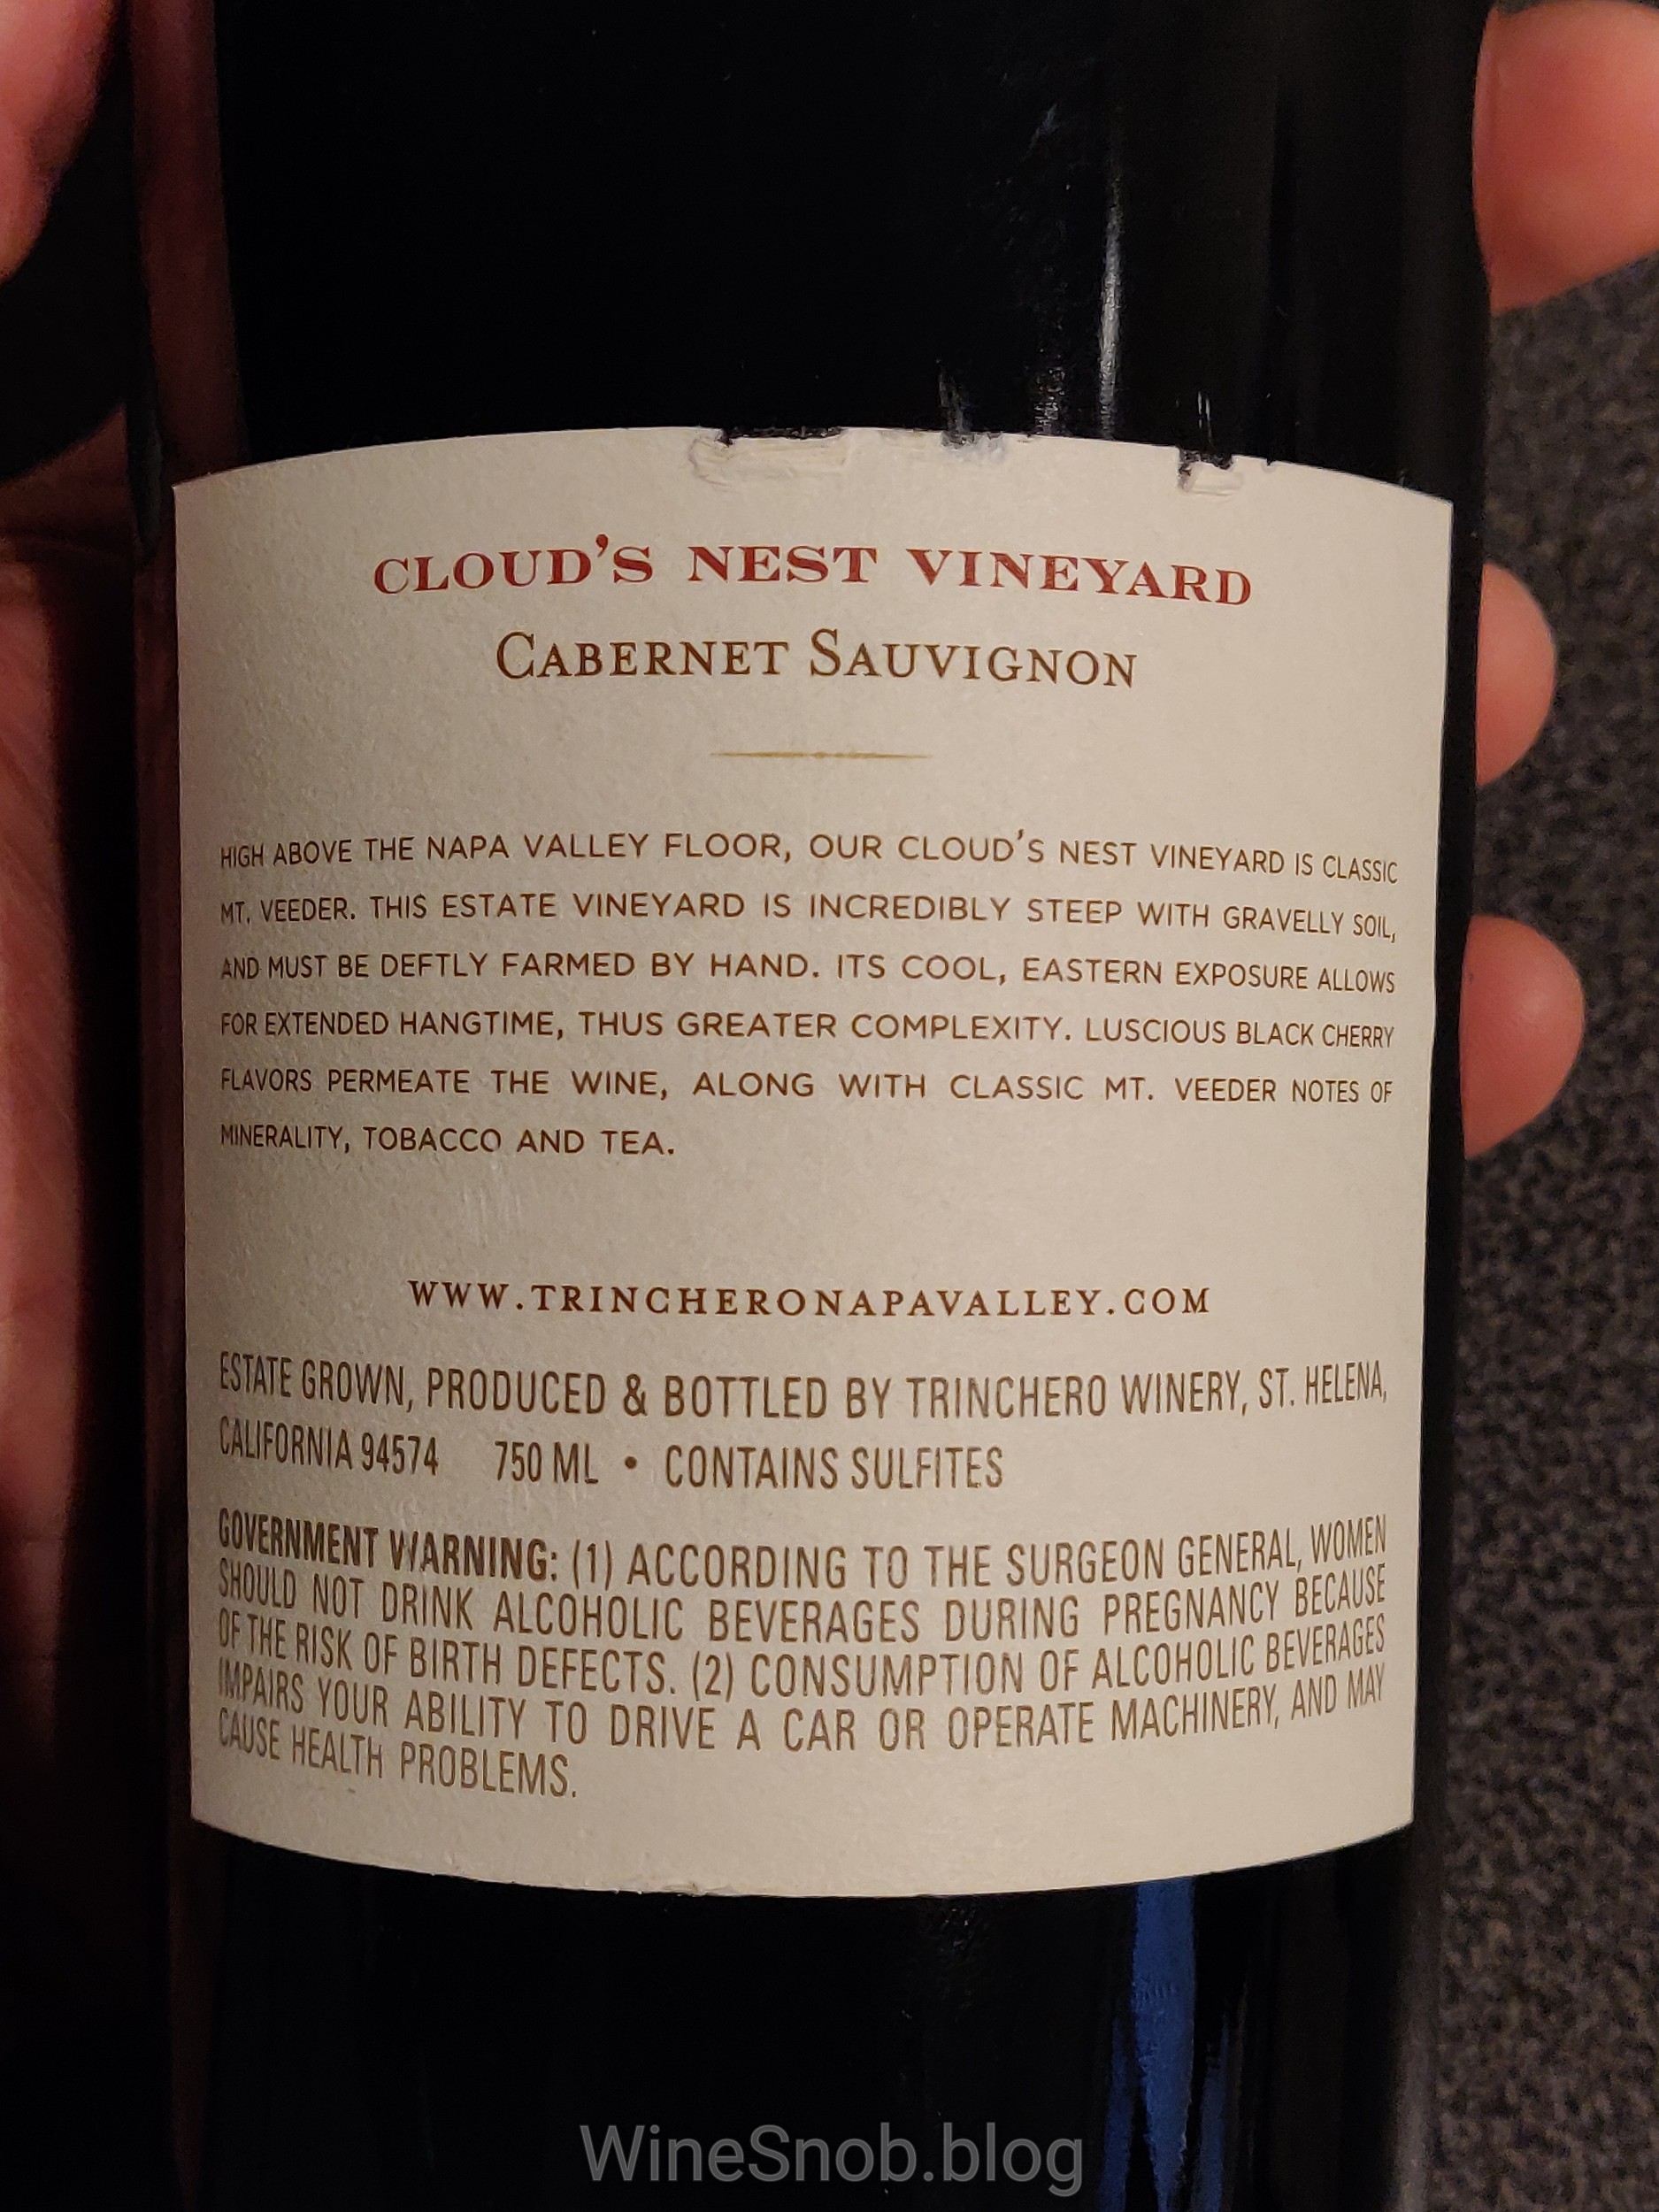 CLOUD'S NEST VINEYARD
CABERNET SAUVIGNON
HIGH ABOVE THE NAPA VALLEY FLOOR, OUR CLOUD'S NEST VINEYARD IS CLASSIC
MT. VEEDER. THIS ESTATE VINEYARD IS INCREDIBLY STEEP WITH GRAVELLY SOIL,
AND MUST BE DEFTLY FARMED BY HAND. ITS COOL, EASTERN EXPOSURE ALLOWS
FOR EXTENDED HANGTIME, THUS GREATER COMPLEXITY. LUSCIOUS BLACK CHERRY
FLAVORS PERMEATE THE WINE, ALONG WITH CLASSIC MT. VEEDER NOTES OF
MINERALITY, TOBACCO AND TEA.
WWW.TRINCHERONAPAVALLEY.COM
ESTATE GROWN, PRODUCED & BOTTLED BY TRINCHERO WINERY, ST. HELENA,
CALIFORNIA 94574 750 ML • CONTAINS SULFITES
GOVERNMENT WARNING: (1) ACCORDING TO THE SURGEON GENERAL, WOMEN
SHOULD NOT DRINK ALCOHOLIC BEVERAGES DURING PREGNANCY BECAUSE
OF THE RISK OF BIRTH DEFECTS. (2) CONSUMPTION OF ALCOHOLIC BEVERAGES
IMPAIRS YOUR ABILITY TO DRIVE A CAR OR OPERATE MACHINERY, AND MAY
CAUSE HEALTH PROBLEMS.
WineSnob.blog